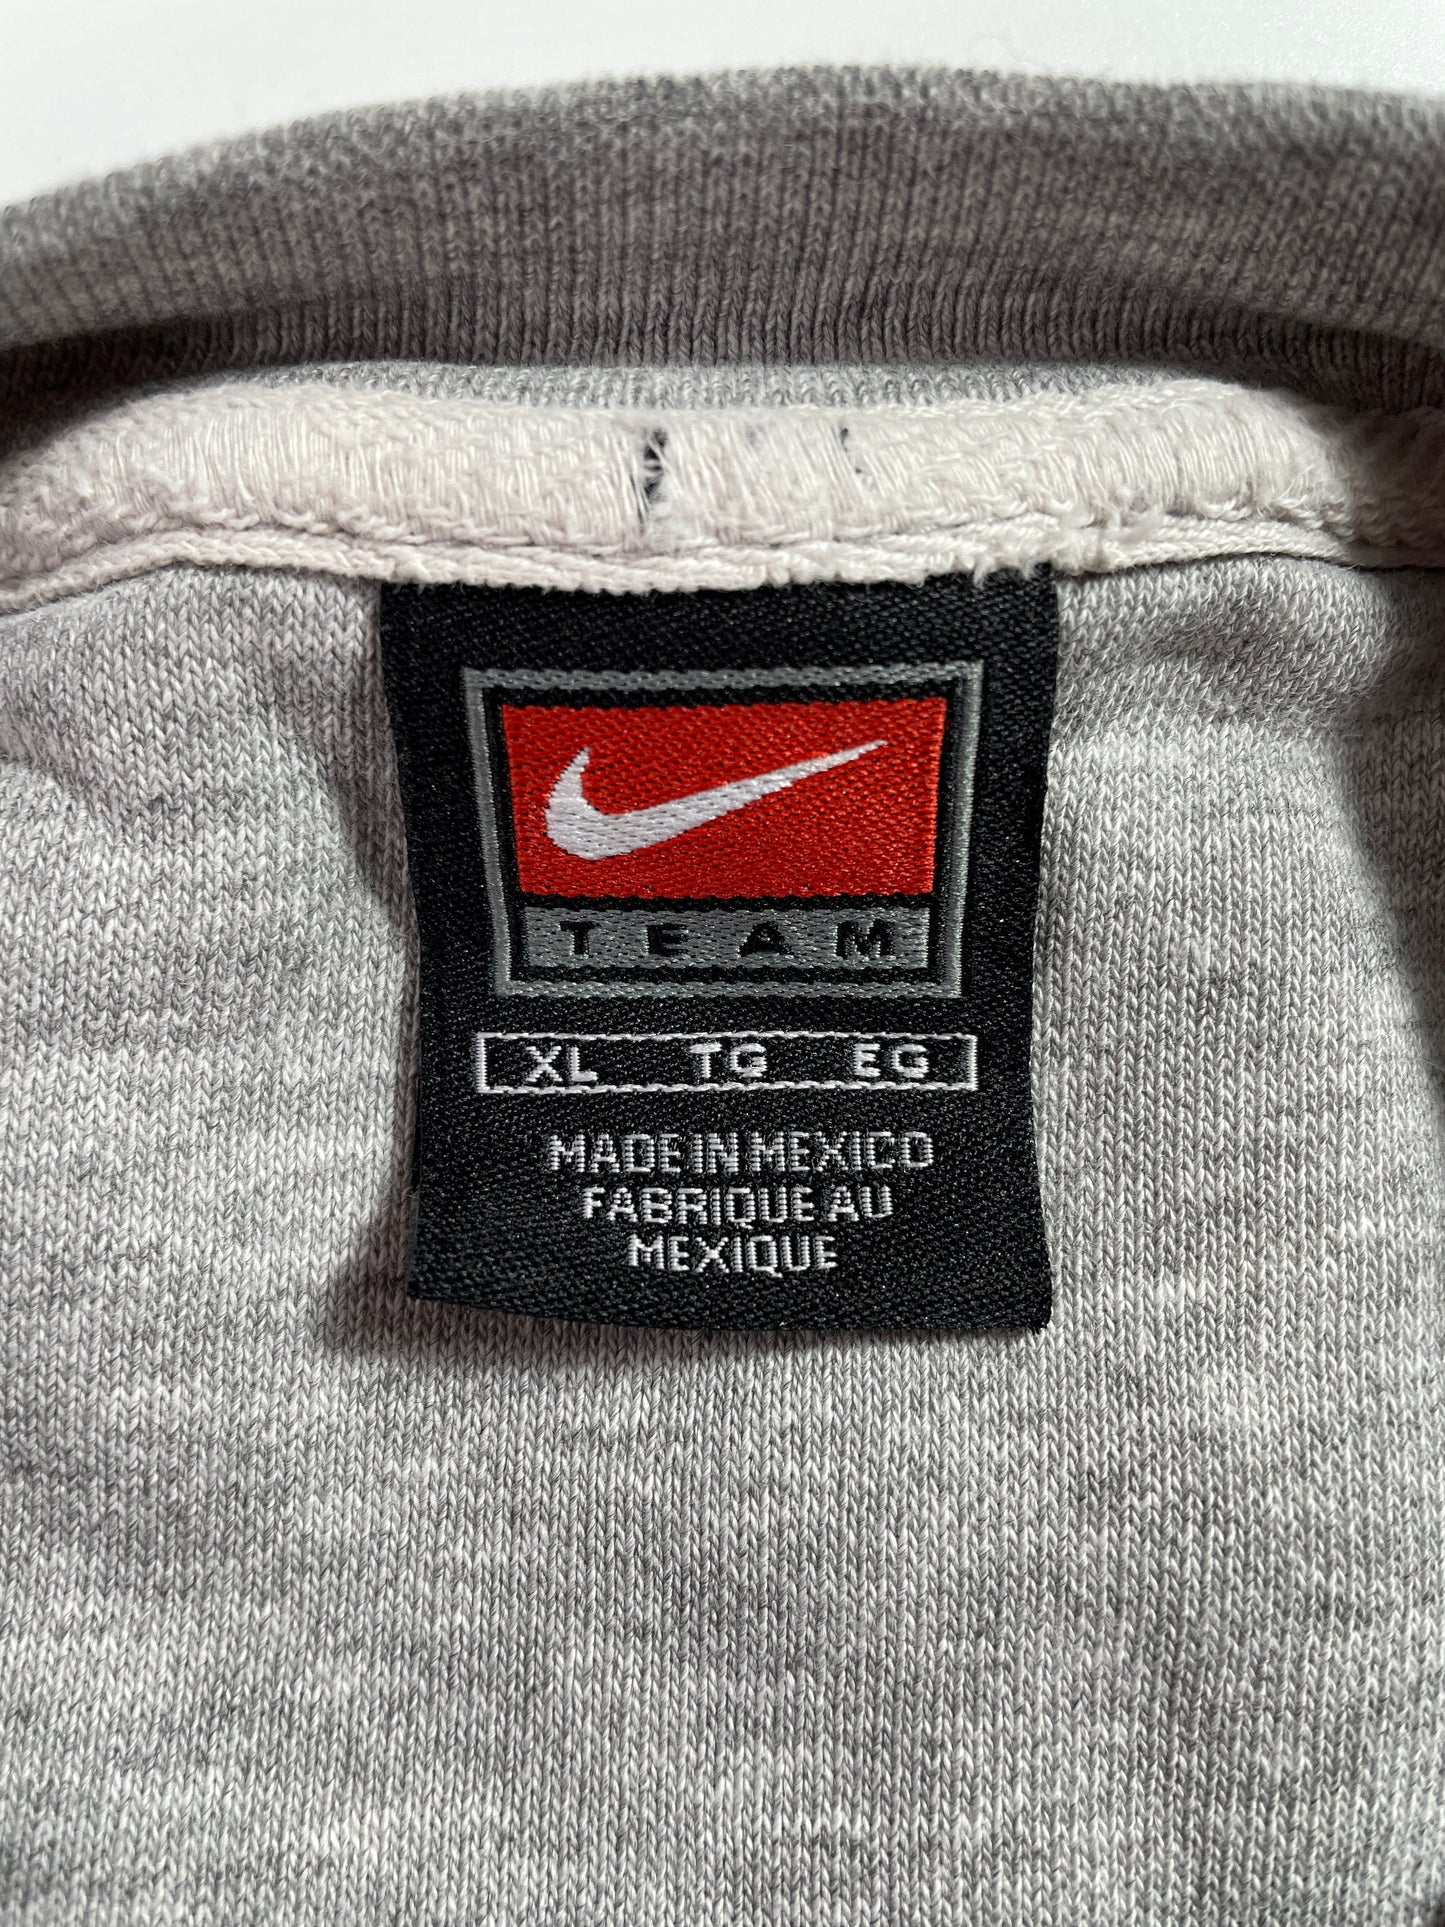 TEAM
XL TG EG
MADE IN MEXICO
FABRIQUE AU
MEXIQUE